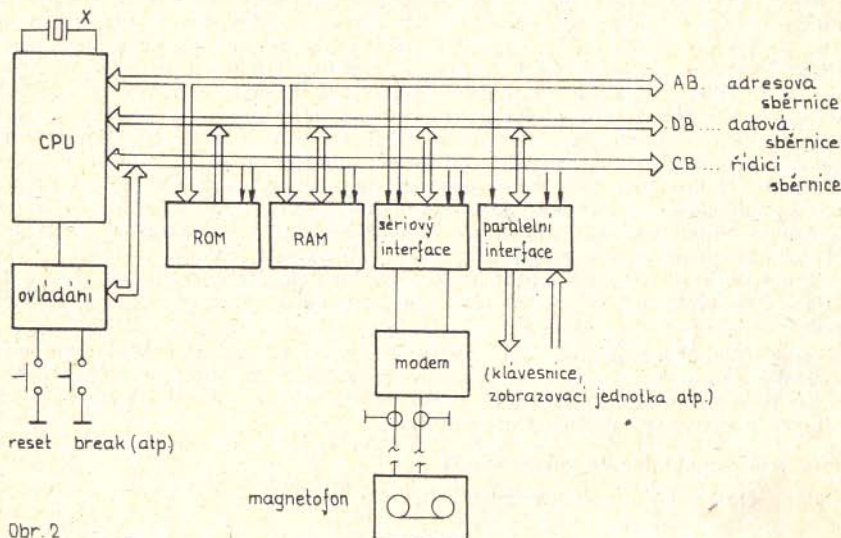 X
CPU
AB... adresová
sběrnice
DB.... datová
sběrnice
CB... řídicí
sběrnice
ROM
RAM
sériový
interface
paralelní
interface
ovládání
modem
(klávesnice,
zobrazovací jednotka atp.)
reset break (atp)
magnetofon
Obr. 2